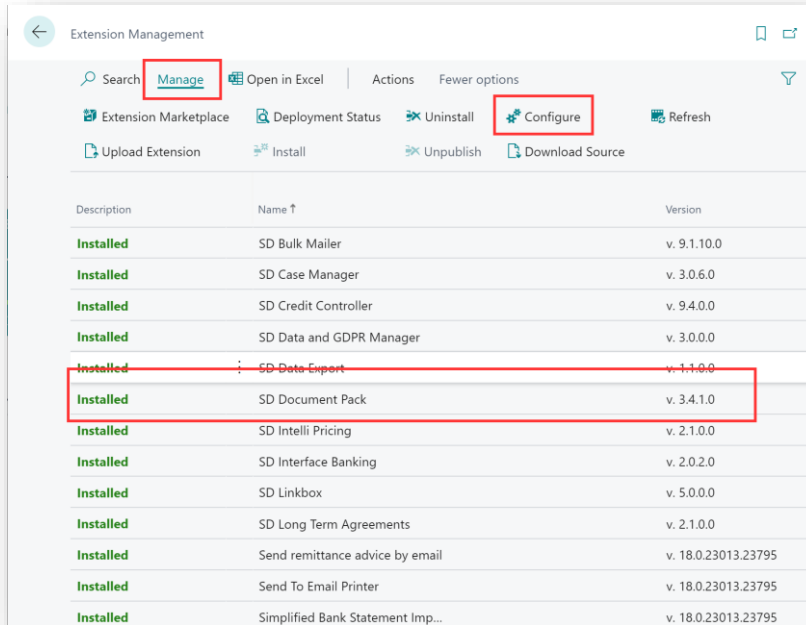 Extension Management
Search Manage Open in Excel Actions Fewer options
Extension Marketplace Deployment Status Uninstall Configure Refresh
Upload Extension Install Unpublish Download Source
Description Name ↑ Version
Installed SD Bulk Mailer v. 9.1.10.0
Installed SD Case Manager v. 3.0.6.0
Installed SD Credit Controller v. 9.4.0.0
Installed SD Data and GDPR Manager v. 3.0.0.0
Installed SD Data Export v. 1.1.0.0
Installed SD Document Pack v. 3.4.1.0
Installed SD Intelli Pricing v. 2.1.0.0
Installed SD Interface Banking v. 2.0.2.0
Installed SD Linkbox v. 5.0.0.0
Installed SD Long Term Agreements v. 2.1.0.0
Installed Send remittance advice by email v. 18.0.23013.23795
Installed Send To Email Printer v. 18.0.23013.23795
Installed Simplified Bank Statement Imp... v. 18.0.23013.23795